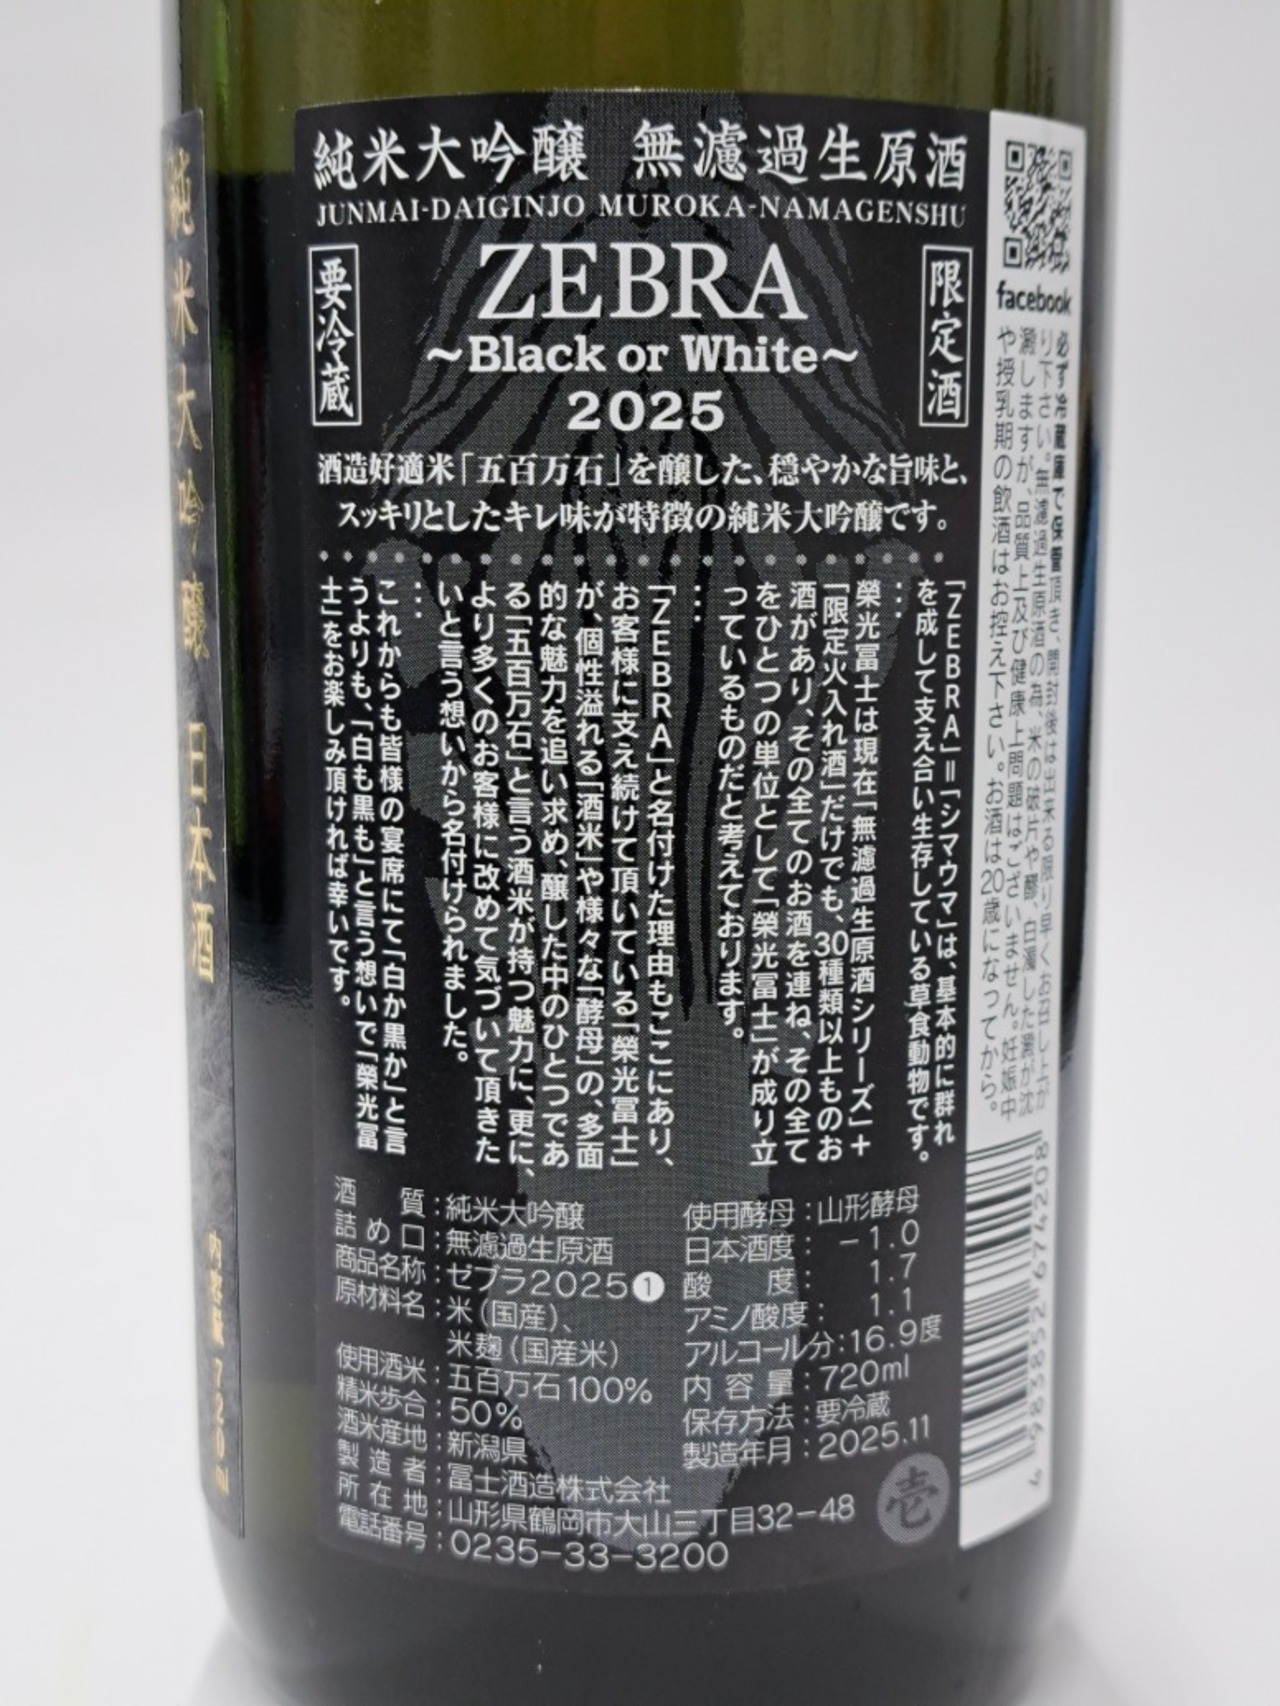 純米大吟醸 日本酒
内容量 720ml
純米大吟醸 無濾過生原酒
JUNMAI-DAIGINJO MUROKA-NAMAGENSHU
要冷蔵
ZEBRA
～Black or White～
2025
限定酒
酒造好適米「五百万石」を醸した、穏やかな旨味と、
スッキリとしたキレ味が特徴の純米大吟醸です。
「ZEBRA」＝「シマウマ」は、基本的に群れ
を成して支え合い生存している草食動物です。
：
榮光冨士は現在「無濾過生原酒シリーズ」＋
「限定火入れ酒」だけでも、30種類以上ものお
酒があり、その全てのお酒を連ね、その全て
をひとつの単位として「榮光冨士」が成り立
っているものだと考えております。
：
「ZEBRA」と名付けた理由もここにあり、
お客様に支え続けて頂いている「榮光冨士」
が、個性溢れる「酒米」や様々な「酵母」の、多面
的な魅力を追い求め、醸した中のひとつであ
る「五百万石」と言う酒米が持つ魅力に、更に、
より多くのお客様に改めて気づいて頂きた
いと言う想いから名付けられました。
：
これからも皆様の宴席にて「白か黒か」と言
うよりも、「白も黒も」と言う想いで「榮光冨
士」をお楽しみ頂ければ幸いです。
酒質：純米大吟醸
詰め口：無濾過生原酒
商品名称：ゼブラ2025❶
原材料名：米（国産）、
米麹（国産米）
使用酒米：五百万石100%
精米歩合：50%
酒米産地：新潟県
製造者：冨士酒造株式会社
所在地：山形県鶴岡市大山三丁目32-48
電話番号：0235-33-3200
使用酵母：山形酵母
日本酒度：－1.0
酸度：1.7
アミノ酸度：1.1
アルコール分：16.9度
内容量：720ml
保存方法：要冷蔵
製造年月：2025.11
壱
facebook
必ず冷蔵庫で保管頂き、開封後は出来る限り早くお召し上が
り下さい。無濾過生原酒の為、米の破片や醪、白濁した澱が沈
澱しますが、品質上及び健康上問題はございません。妊娠中
や授乳期の飲酒はお控え下さい。お酒は20歳になってから。
4 983852 674208